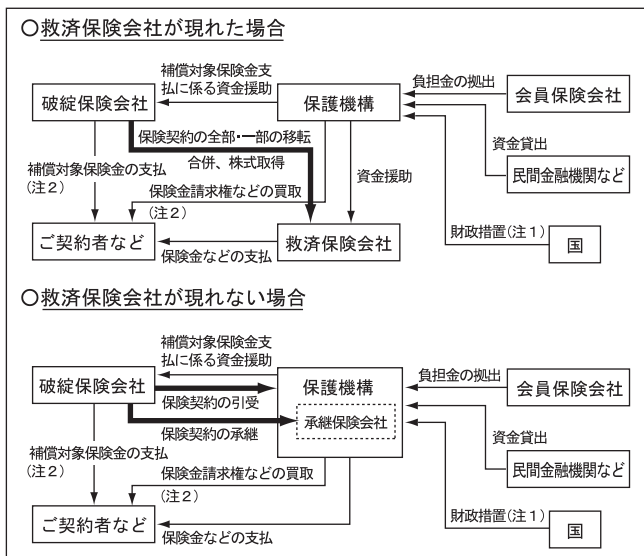 ○救済保険会社が現れた場合
補償対象保険金支
払に係る資金援助
負担金の拠出
破綻保険会社
保護機構
会員保険会社
保険契約の全部・一部の移転
合併、株式取得
補償対象保険金の支払
(注2)
保険金請求権などの買取
(注2)
資金援助
資金貸出
民間金融機関など
ご契約者など
救済保険会社
保険金などの支払
財政措置(注1)
国
○救済保険会社が現れない場合
補償対象保険金支
払に係る資金援助
負担金の拠出
破綻保険会社
保護機構
会員保険会社
保険契約の引受
承継保険会社
保険契約の承継
補償対象保険金の支払
(注2)
保険金請求権などの買取
(注2)
資金貸出
民間金融機関など
ご契約者など
保険金などの支払
財政措置(注1)
国